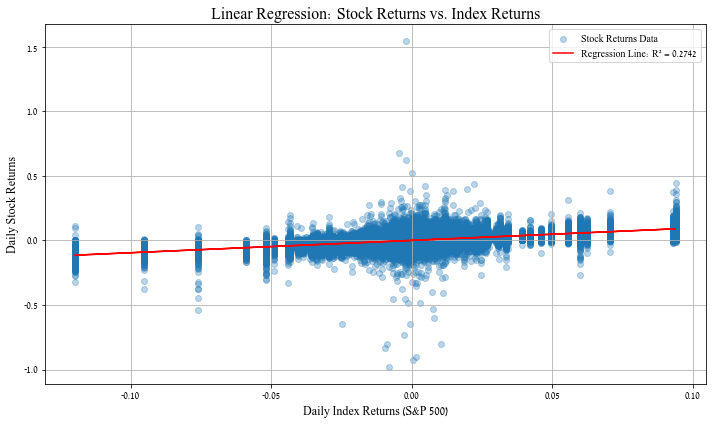 Linear Regression: Stock Returns vs. Index Returns
Stock Returns Data
Regression Line: R² = 0.2742
Daily Stock Returns
1.5
1.0
0.5
0.0
-0.5
-1.0
-0.10
-0.05
0.00
0.05
0.10
Daily Index Returns (S&P 500)